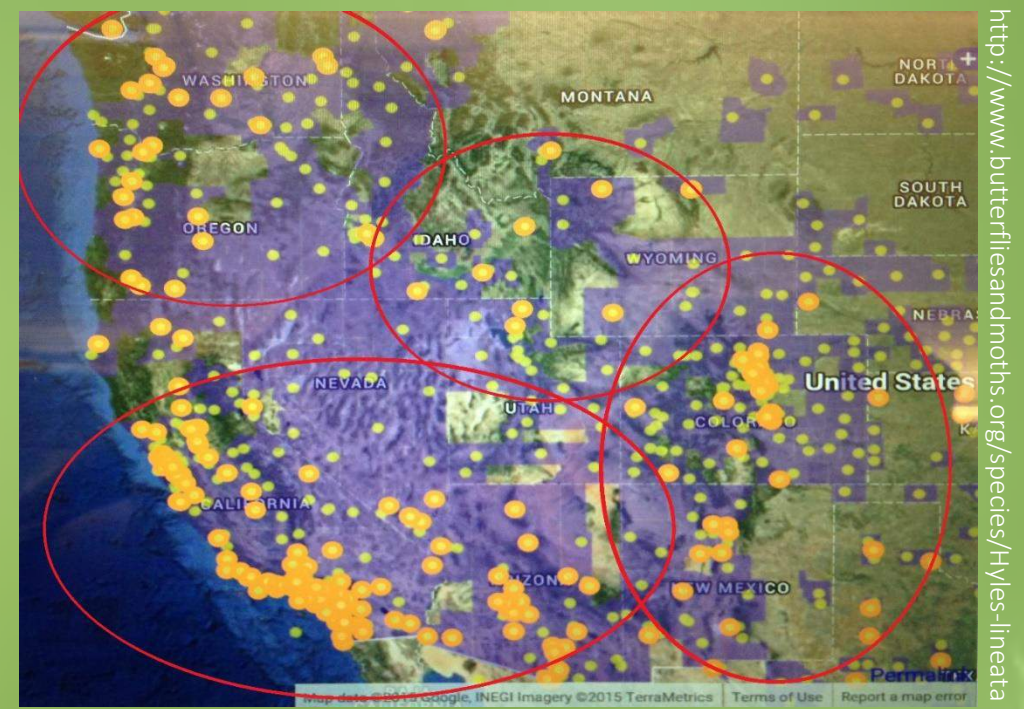 WASHINGTON
MONTANA
NORTH
DAKOTA
SOUTH
DAKOTA
OREGON
IDAHO
WYOMING
NEBRAS
United States
NEVADA
UTAH
COLORADO
K
CALIFORNIA
ARIZONA
NEW MEXICO
Permalink
Map data ©2015 Google, INEGI Imagery ©2015 TerraMetrics
Terms of Use
Report a map error
http://www.butterfliesandmoths.org/species/Hyles-lineata